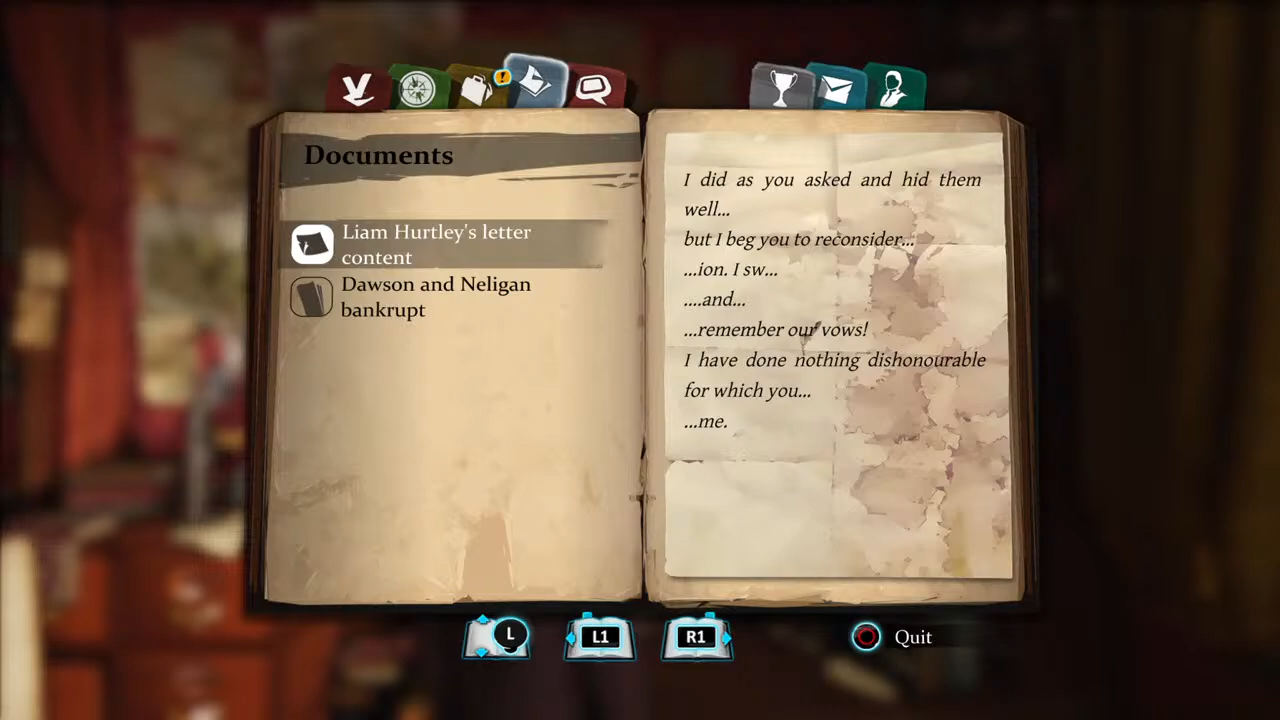 Documents
Liam Hurtley's letter
content
Dawson and Neligan
bankrupt
I did as you asked and hid them
well...
but I beg you to reconsider...
...ion. I sw...
....and...
...remember our vows!
I have done nothing dishonourable
for which you...
...me.
L
L1
R1
Quit